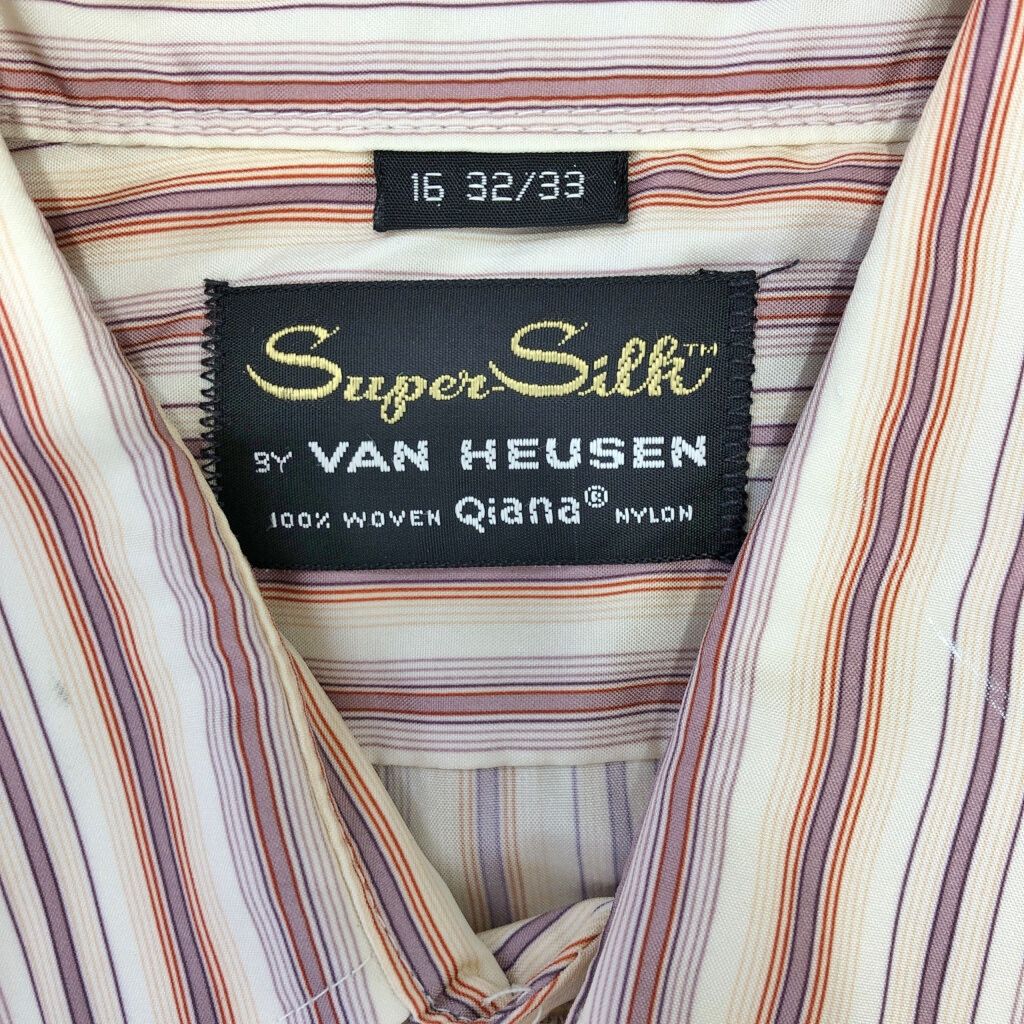 16 32/33
Super-Silk™
BY VAN HEUSEN
100% WOVEN Qiana® NYLON